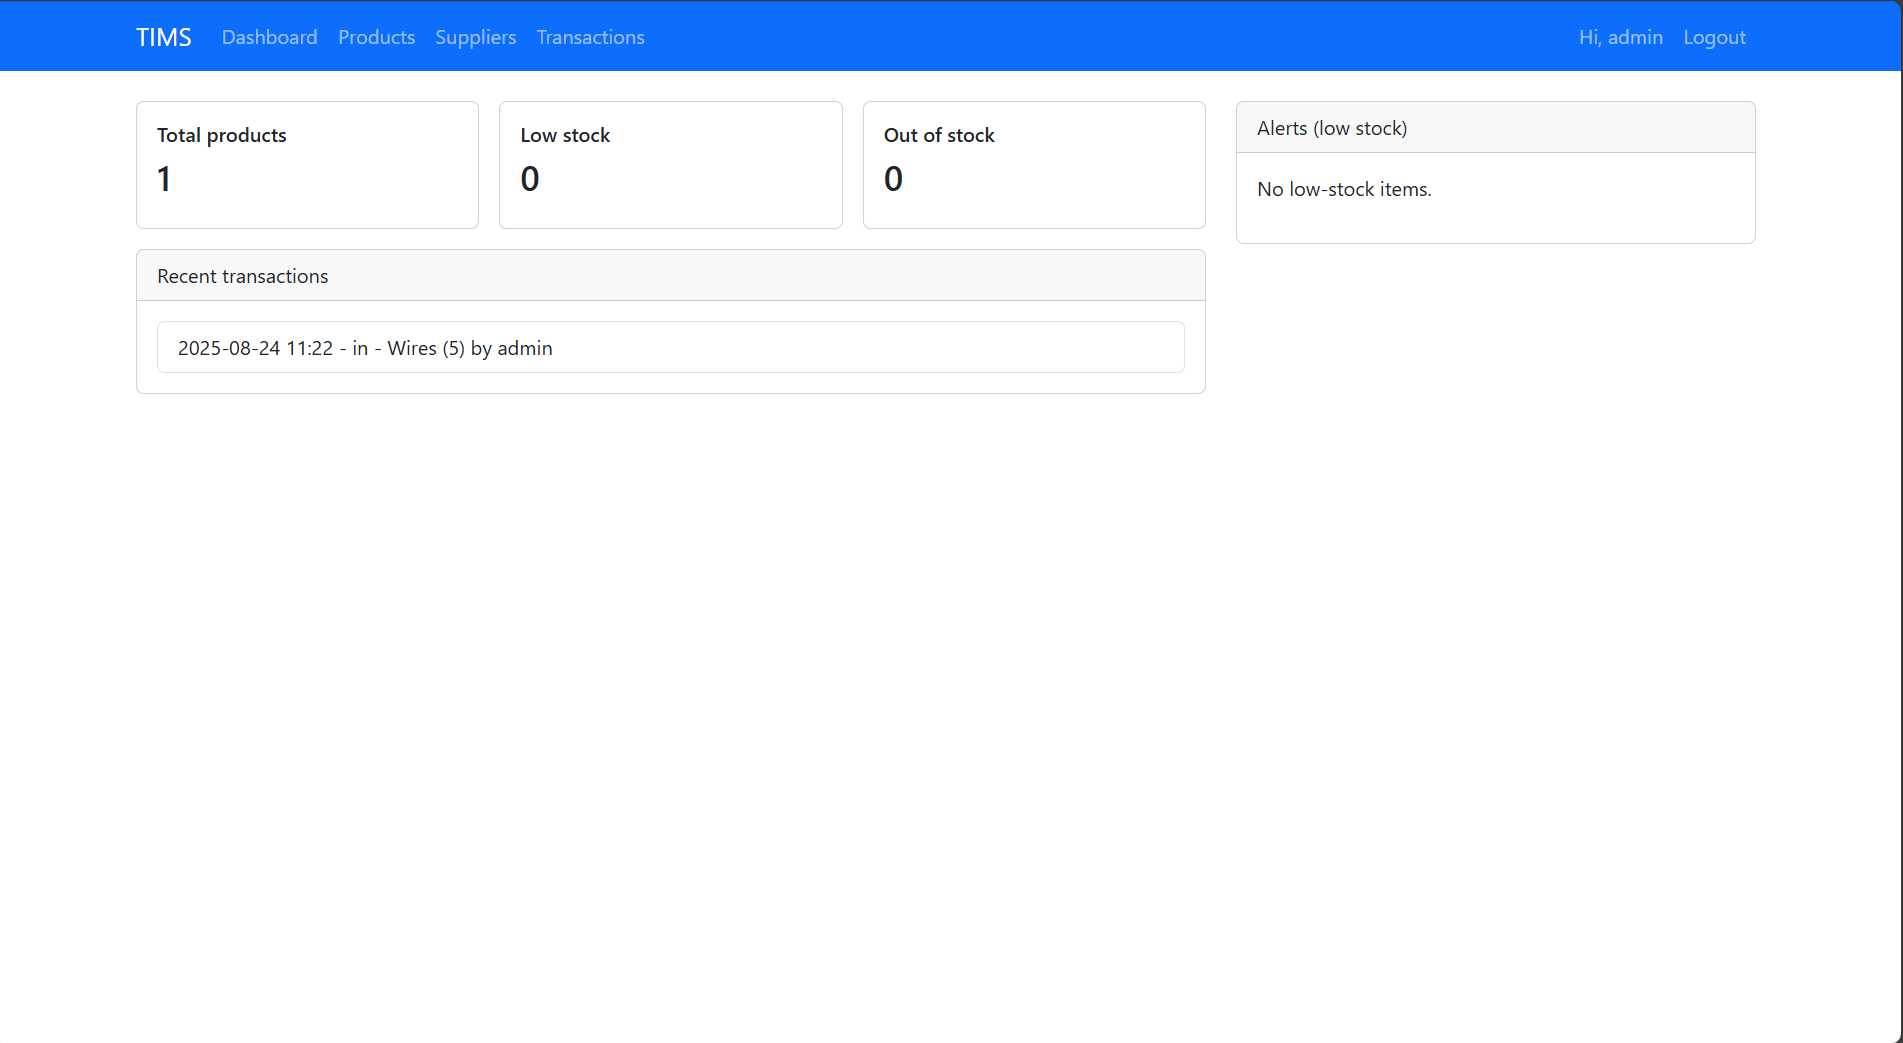 TIMS Dashboard Products Suppliers Transactions Hi, admin Logout
Total products
1
Low stock
0
Out of stock
0
Alerts (low stock)
No low-stock items.
Recent transactions
2025-08-24 11:22 - in - Wires (5) by admin